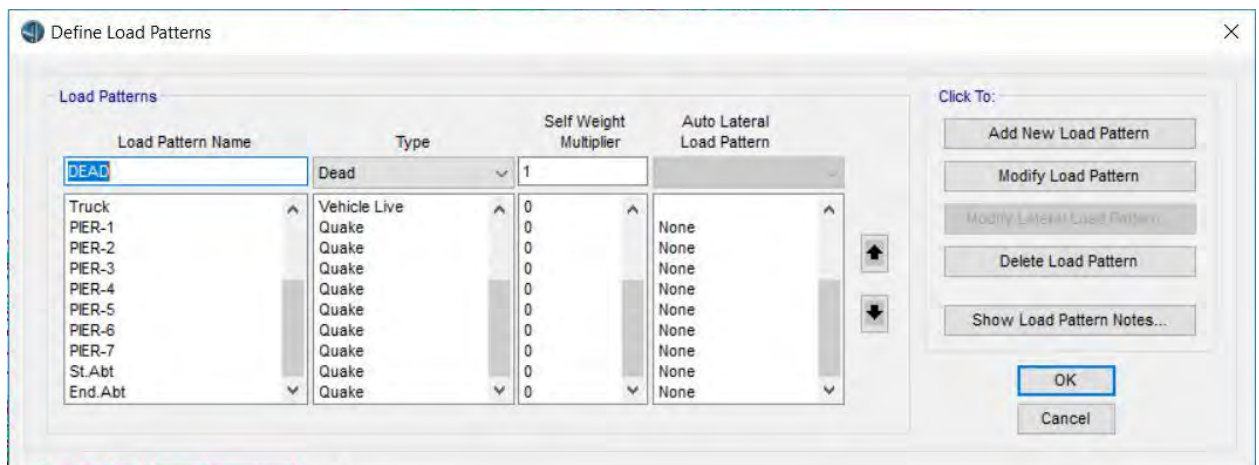 Define Load Patterns
Load Patterns
Click To:
Load Pattern Name Type Self Weight Multiplier Auto Lateral Load Pattern
DEAD Dead 1
Truck Vehicle Live 0
PIER-1 Quake 0 None
PIER-2 Quake 0 None
PIER-3 Quake 0 None
PIER-4 Quake 0 None
PIER-5 Quake 0 None
PIER-6 Quake 0 None
PIER-7 Quake 0 None
St.Abt Quake 0 None
End.Abt Quake 0 None
Add New Load Pattern
Modify Load Pattern
Modify Lateral Load Pattern...
Delete Load Pattern
Show Load Pattern Notes...
OK
Cancel